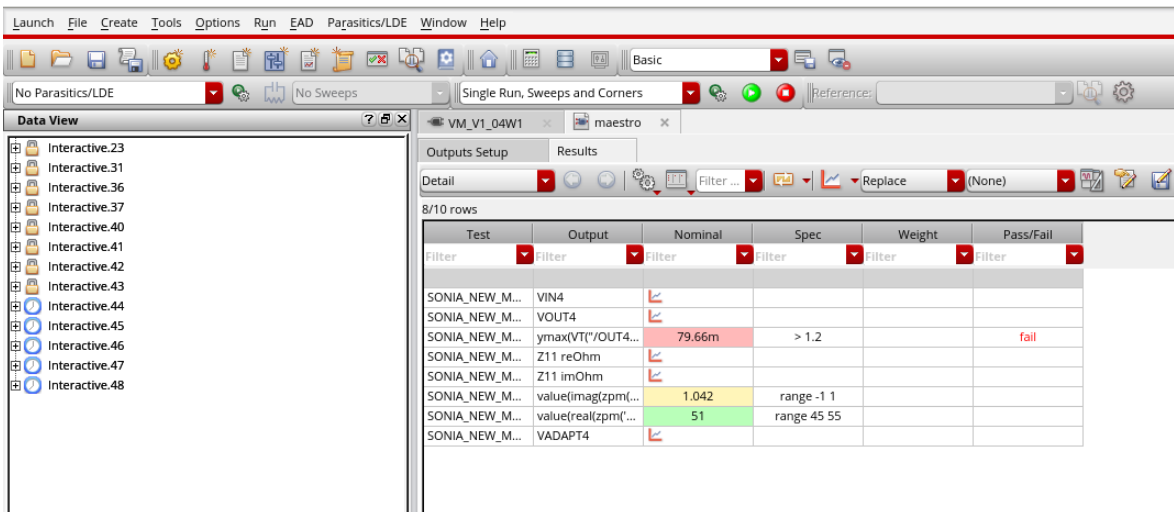 Launch File Create Tools Options Run EAD Parasitics/LDE Window Help
Basic
No Parasitics/LDE No Sweeps Single Run, Sweeps and Corners Reference:
Data View
Interactive.23
Interactive.31
Interactive.36
Interactive.37
Interactive.40
Interactive.41
Interactive.42
Interactive.43
Interactive.44
Interactive.45
Interactive.46
Interactive.47
Interactive.48
VM_V1_04W1 maestro
Outputs Setup Results
Detail Filter ... Replace (None)
8/10 rows
Test Output Nominal Spec Weight Pass/Fail
Filter Filter Filter Filter Filter Filter
SONIA_NEW_M... VIN4
SONIA_NEW_M... VOUT4
SONIA_NEW_M... ymax(VT("/OUT4... 79.66m > 1.2 fail
SONIA_NEW_M... Z11 reOhm
SONIA_NEW_M... Z11 imOhm
SONIA_NEW_M... value(imag(zpm(... 1.042 range -1 1
SONIA_NEW_M... value(real(zpm('... 51 range 45 55
SONIA_NEW_M... VADAPT4